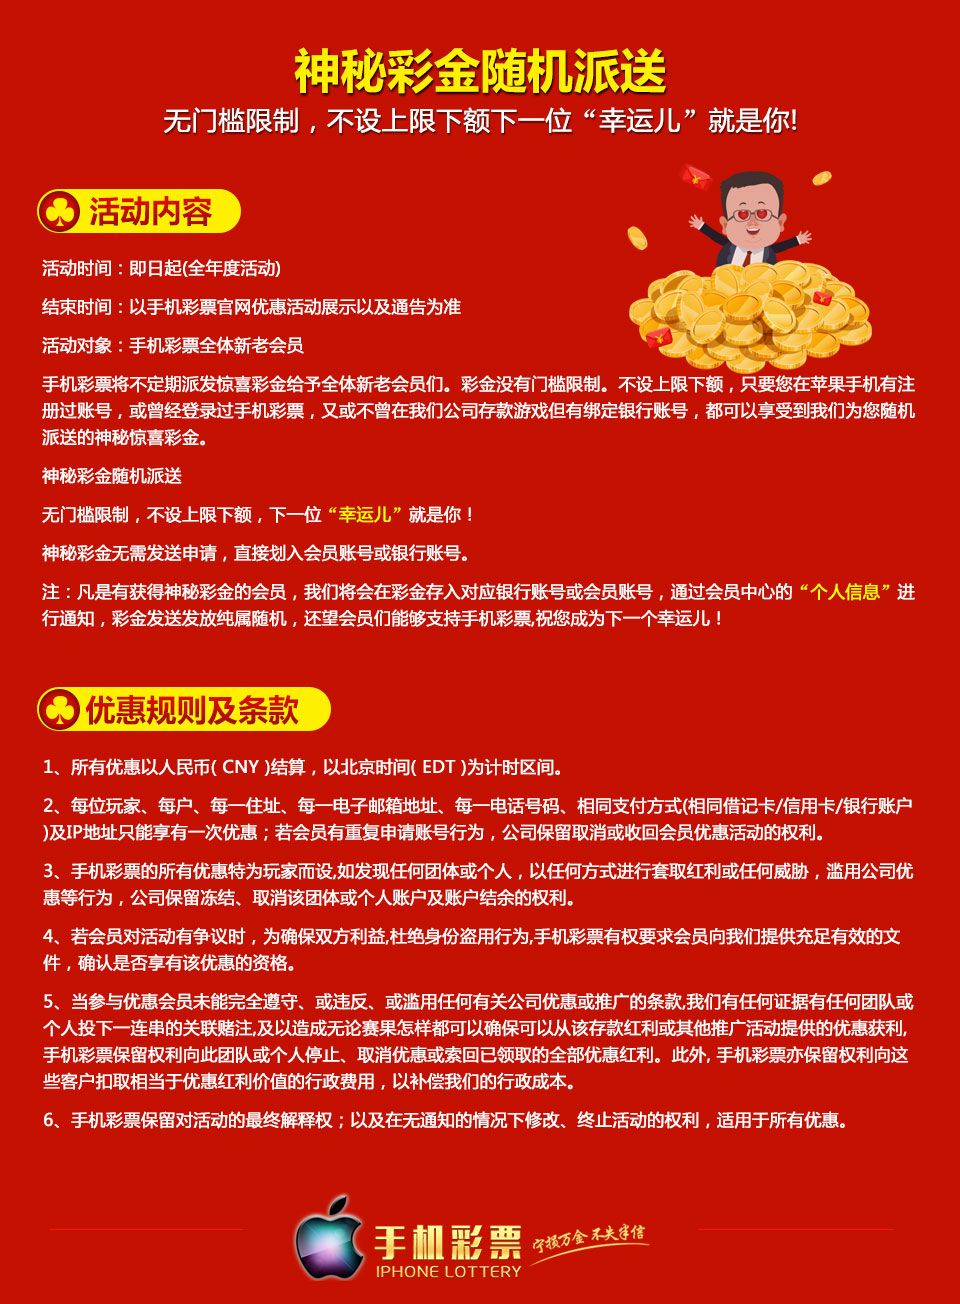 神秘彩金随机派送
无门槛限制，不设上限下额下一位“幸运儿”就是你!
活动内容
活动时间：即日起(全年度活动)
结束时间：以手机彩票官网优惠活动展示以及通告为准
活动对象：手机彩票全体新老会员
手机彩票将不定期派发惊喜彩金给予全体新老会员们。彩金没有门槛限制。不设上限下额，只要您在苹果手机有注
册过账号，或曾经登录过手机彩票，又或不曾在我们公司存款游戏但有绑定银行账号，都可以享受到我们为您随机
派送的神秘惊喜彩金。
神秘彩金随机派送
无门槛限制，不设上限下额，下一位“幸运儿”就是你！
神秘彩金无需发送申请，直接划入会员账号或银行账号。
注：凡是有获得神秘彩金的会员，我们将会在彩金存入对应银行账号或会员账号，通过会员中心的“个人信息”进
行通知，彩金发送发放纯属随机，还望会员们能够支持手机彩票,祝您成为下一个幸运儿！
优惠规则及条款
1、所有优惠以人民币( CNY )结算，以北京时间( EDT )为计时区间。
2、每位玩家、每户、每一住址、每一电子邮箱地址、每一电话号码、相同支付方式(相同借记卡/信用卡/银行账户
)及IP地址只能享有一次优惠；若会员有重复申请账号行为，公司保留取消或收回会员优惠活动的权利。
3、手机彩票的所有优惠特为玩家而设,如发现任何团体或个人，以任何方式进行套取红利或任何威胁，滥用公司优
惠等行为，公司保留冻结、取消该团体或个人账户及账户结余的权利。
4、若会员对活动有争议时，为确保双方利益,杜绝身份盗用行为,手机彩票有权要求会员向我们提供充足有效的文
件，确认是否享有该优惠的资格。
5、当参与优惠会员未能完全遵守、或违反、或滥用任何有关公司优惠或推广的条款,我们有任何证据有任何团队或
个人投下一连串的关联赌注,及以造成无论赛果怎样都可以确保可以从该存款红利或其他推广活动提供的优惠获利,
手机彩票保留权利向此团队或个人停止、取消优惠或索回已领取的全部优惠红利。此外, 手机彩票亦保留权利向这
些客户扣取相当于优惠红利价值的行政费用，以补偿我们的行政成本。
6、手机彩票保留对活动的最终解释权；以及在无通知的情况下修改、终止活动的权利，适用于所有优惠。
手机彩票
宁损万金 不失半信
IPHONE LOTTERY